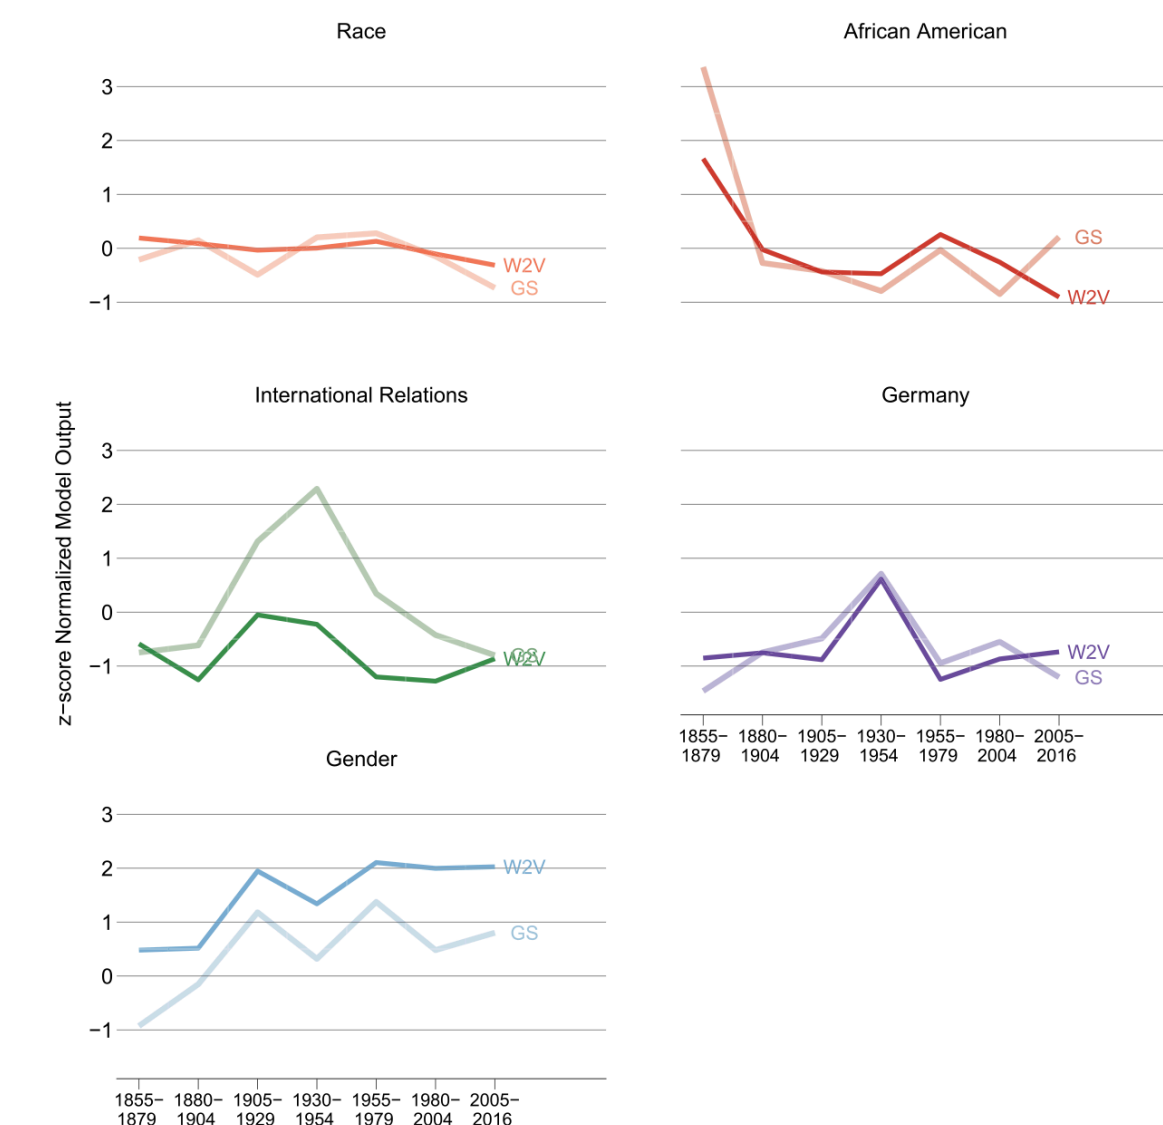 Race
African American
3
2
1
0
−1
W2V
GS
GS
W2V
International Relations
Germany
z−score Normalized Model Output
3
2
1
0
−1
GS
W2V
W2V
GS
1855−
1879
1880−
1904
1905−
1929
1930−
1954
1955−
1979
1980−
2004
2005−
2016
Gender
3
2
1
0
−1
W2V
GS
1855−
1879
1880−
1904
1905−
1929
1930−
1954
1955−
1979
1980−
2004
2005−
2016